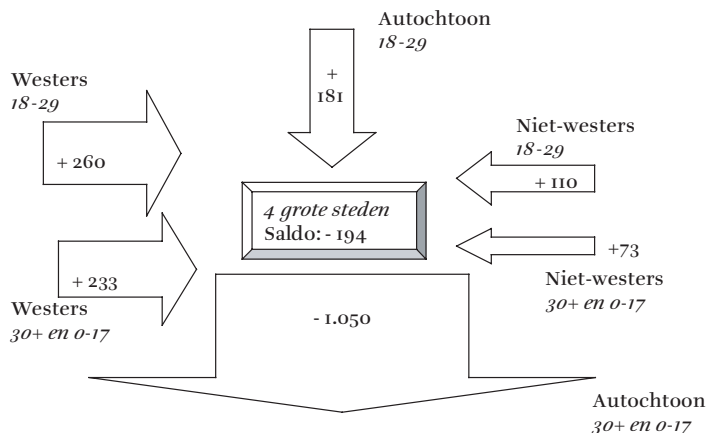 Autochtoon
18-29
+
181
Westers
18-29
+ 260
Niet-westers
18-29
+ 110
4 grote steden
Saldo: - 194
+ 233
Westers
30+ en 0-17
+73
Niet-westers
30+ en 0-17
- 1.050
Autochtoon
30+ en 0-17